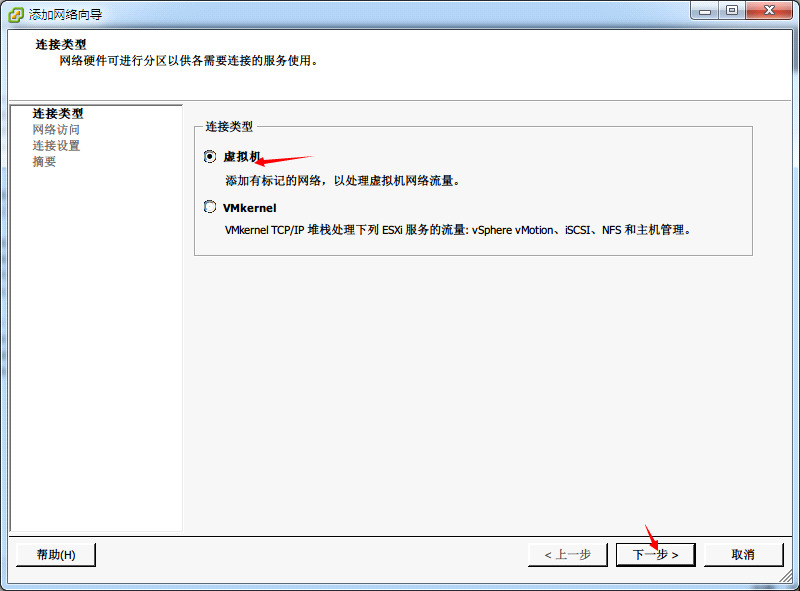 添加网络向导
连接类型
网络硬件可进行分区以供各需要连接的服务使用。
连接类型
网络访问
连接设置
摘要
连接类型
虚拟机
添加有标记的网络，以处理虚拟机网络流量。
VMkernel
VMkernel TCP/IP 堆栈处理下列 ESXi 服务的流量: vSphere vMotion、iSCSI、NFS 和主机管理。
帮助(H)
< 上一步
下一步 >
取消